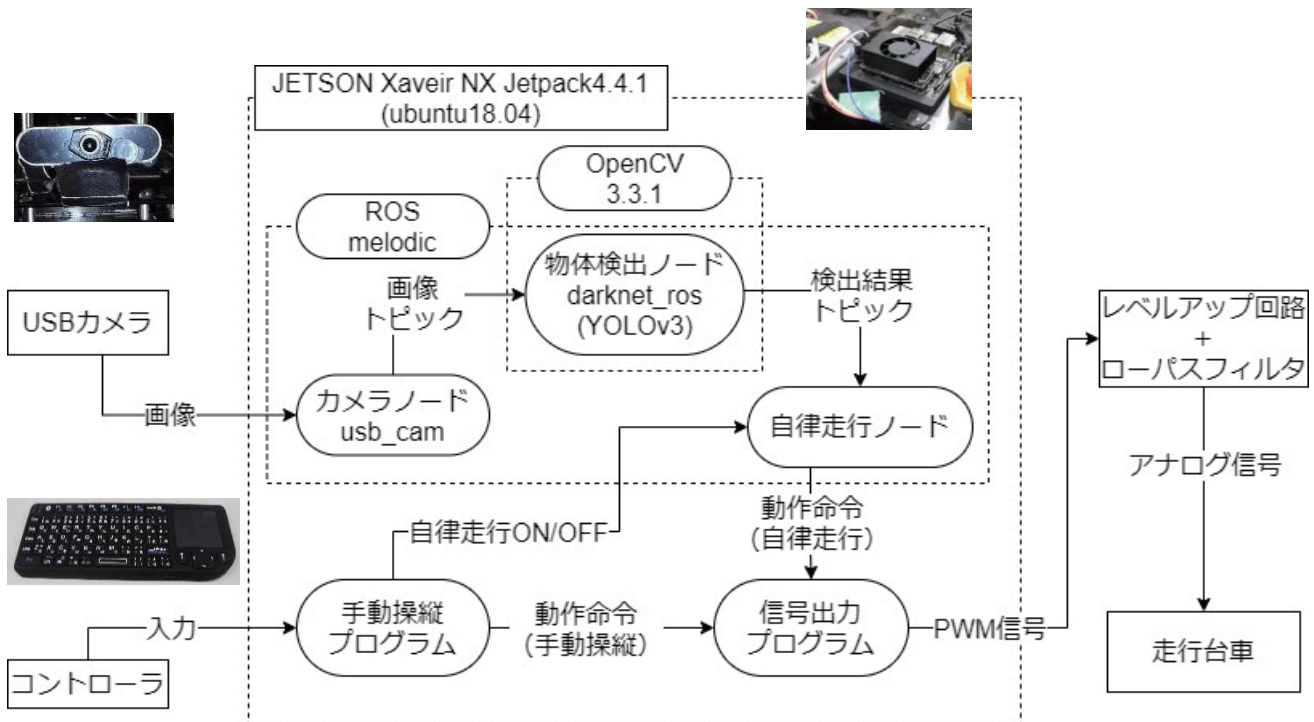 JETSON Xaveir NX Jetpack4.4.1
(ubuntu18.04)
OpenCV
3.3.1
ROS
melodic
物体検出ノード
darknet_ros
(YOLOv3)
画像
トピック
検出結果
トピック
USBカメラ
レベルアップ回路
+
ローパスフィルタ
画像
カメラノード
usb_cam
自律走行ノード
アナログ信号
自律走行ON/OFF
動作命令
(自律走行)
入力
手動操縦
プログラム
動作命令
(手動操縦)
信号出力
プログラム
PWM信号
走行台車
コントローラ